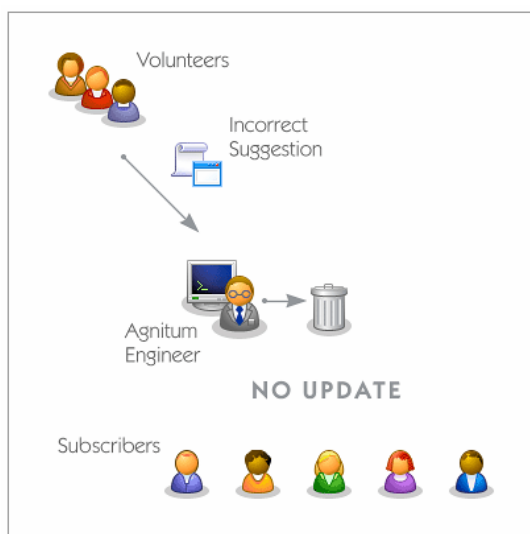 Volunteers
Incorrect
Suggestion
Agnitum
Engineer
NO UPDATE
Subscribers